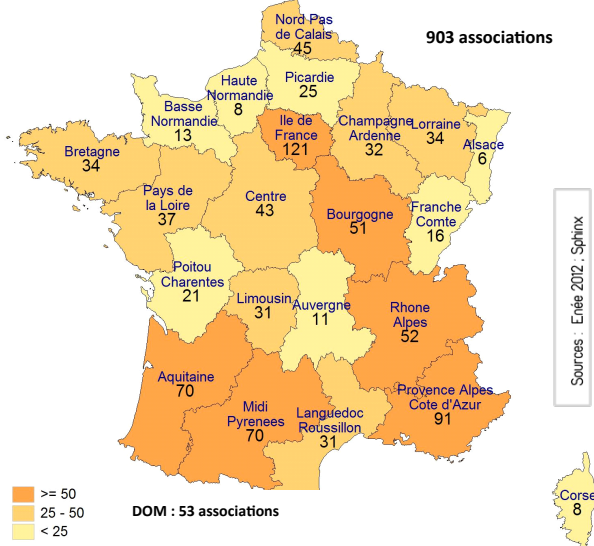 Nord Pas
de Calais
45
903 associations
Haute
Normandie
8
Picardie
25
Basse
Normandie
13
Ile de
France
121
Champagne
Ardenne
32
Lorraine
34
Alsace
6
Bretagne
34
Pays de
la Loire
37
Centre
43
Bourgogne
51
Franche
Comte
16
Poitou
Charentes
21
Limousin
31
Auvergne
11
Rhone
Alpes
52
Aquitaine
70
Midi
Pyrenees
70
Languedoc
Roussillon
31
Provence Alpes
Cote d'Azur
91
Corse
8
Sources : Enée 2012 ; Sphinx
>= 50
25 - 50
< 25
DOM : 53 associations